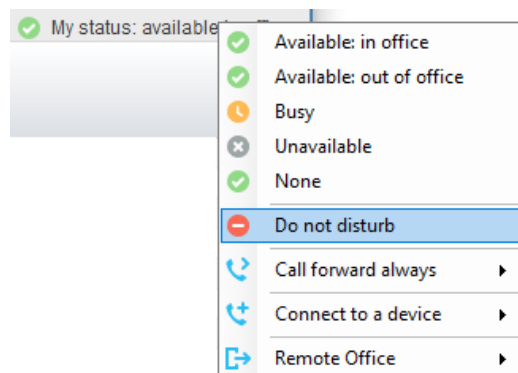 My status: available
Available: in office
Available: out of office
Busy
Unavailable
None
Do not disturb
Call forward always
Connect to a device
Remote Office